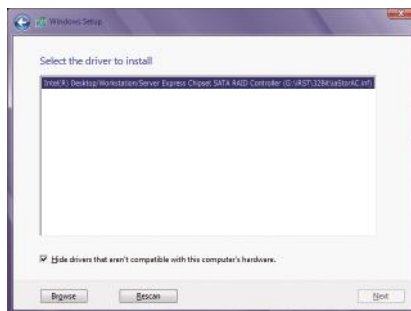 Windows Setup
Select the driver to install
Intel(R) Desktop/Workstation/Server Express Chipset SATA RAID Controller (G:\iRST\32Bit\iaStorAC.inf)
Hide drivers that aren't compatible with this computer's hardware.
Browse
Rescan
Next